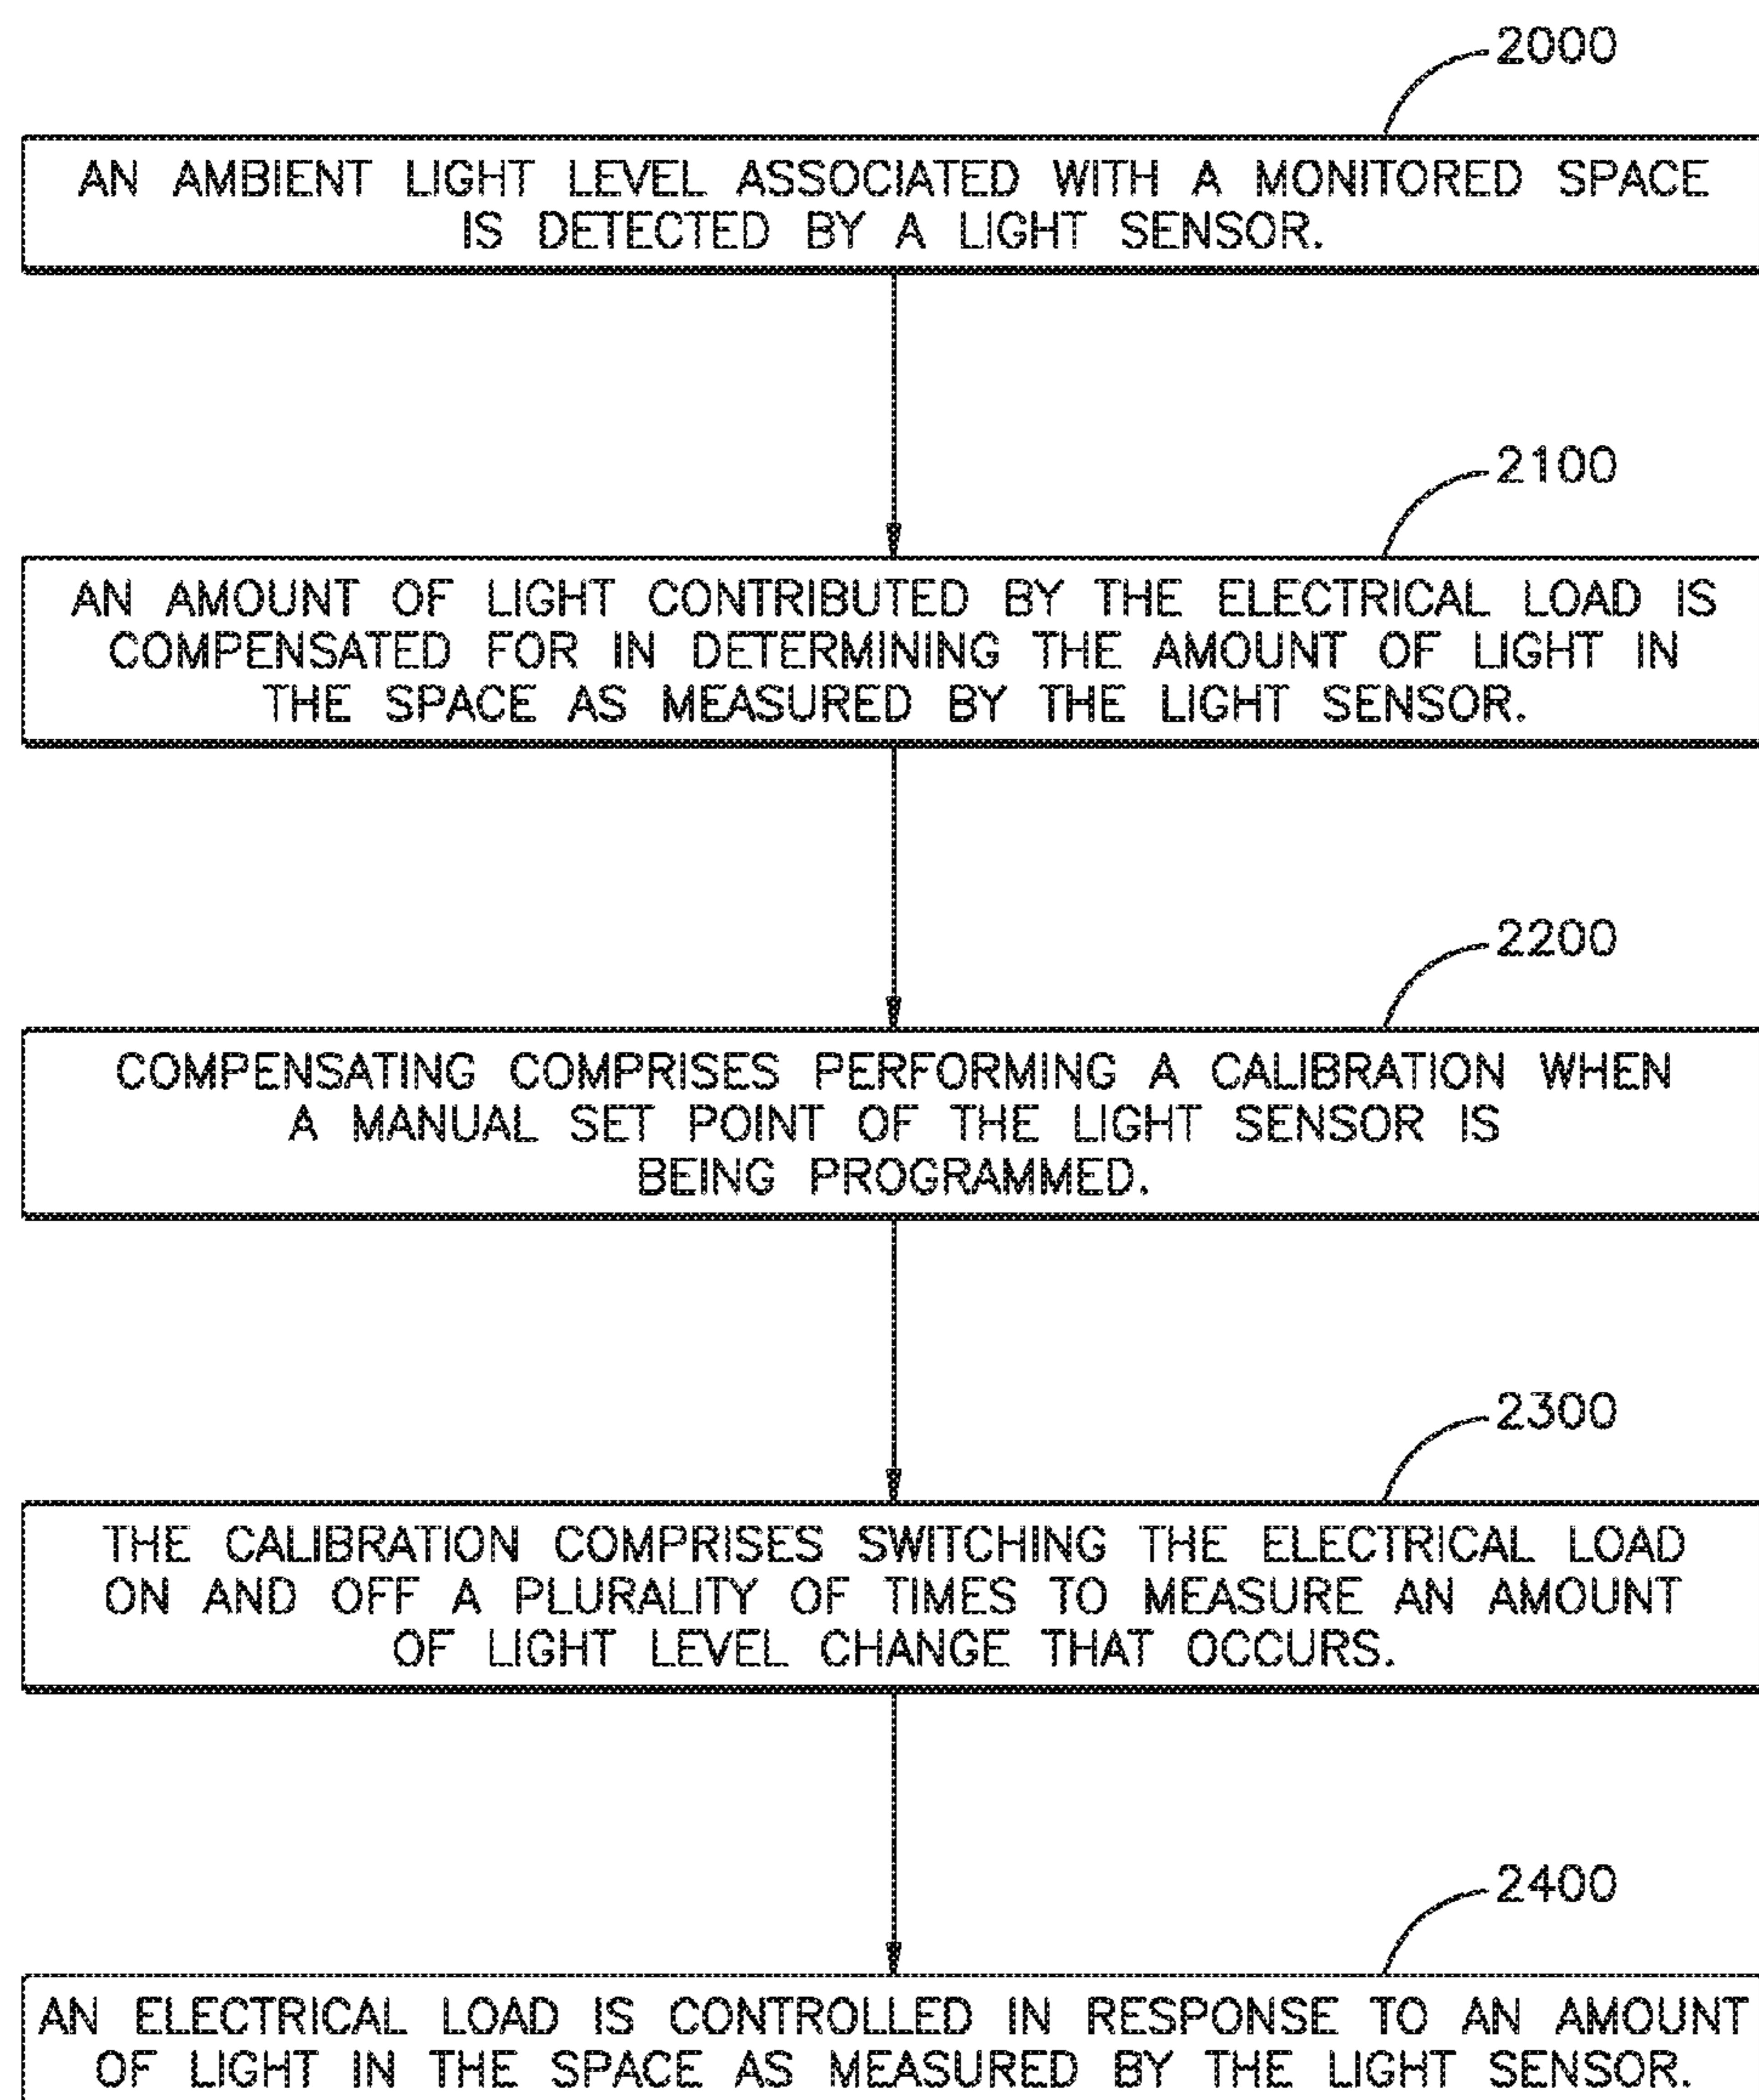 2000
AN AMBIENT LIGHT LEVEL ASSOCIATED WITH A MONITORED SPACE
IS DETECTED BY A LIGHT SENSOR.
2100
AN AMOUNT OF LIGHT CONTRIBUTED BY THE ELECTRICAL LOAD IS
COMPENSATED FOR IN DETERMINING THE AMOUNT OF LIGHT IN
THE SPACE AS MEASURED BY THE LIGHT SENSOR.
2200
COMPENSATING COMPRISES PERFORMING A CALIBRATION WHEN
A MANUAL SET POINT OF THE LIGHT SENSOR IS
BEING PROGRAMMED.
2300
THE CALIBRATION COMPRISES SWITCHING THE ELECTRICAL LOAD
ON AND OFF A PLURALITY OF TIMES TO MEASURE AN AMOUNT
OF LIGHT LEVEL CHANGE THAT OCCURS.
2400
AN ELECTRICAL LOAD IS CONTROLLED IN RESPONSE TO AN AMOUNT
OF LIGHT IN THE SPACE AS MEASURED BY THE LIGHT SENSOR.